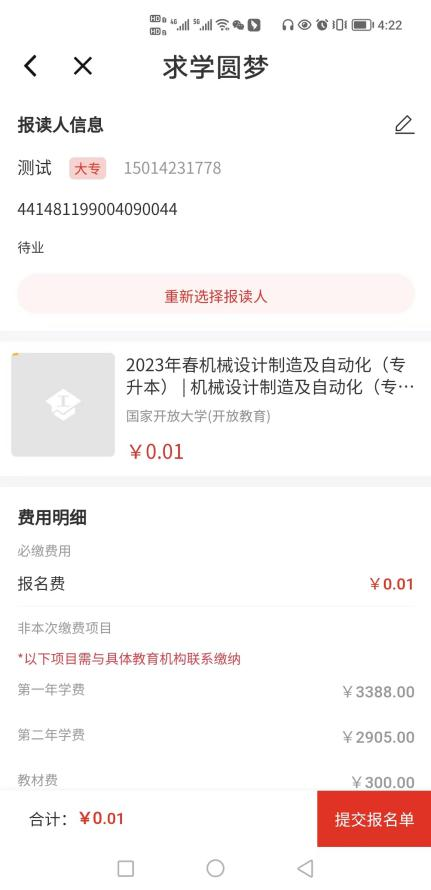 4:22
求学圆梦
报读人信息
测试 大专 15014231778
441481199004090044
待业
重新选择报读人
2023年春机械设计制造及自动化（专
升本） | 机械设计制造及自动化（专…
国家开放大学(开放教育)
￥0.01
费用明细
必缴费用
报名费 ￥0.01
非本次缴费项目
*以下项目需与具体教育机构联系缴纳
第一年学费 ￥3388.00
第二年学费 ￥2905.00
教材费 ￥300.00
合计：￥0.01 提交报名单